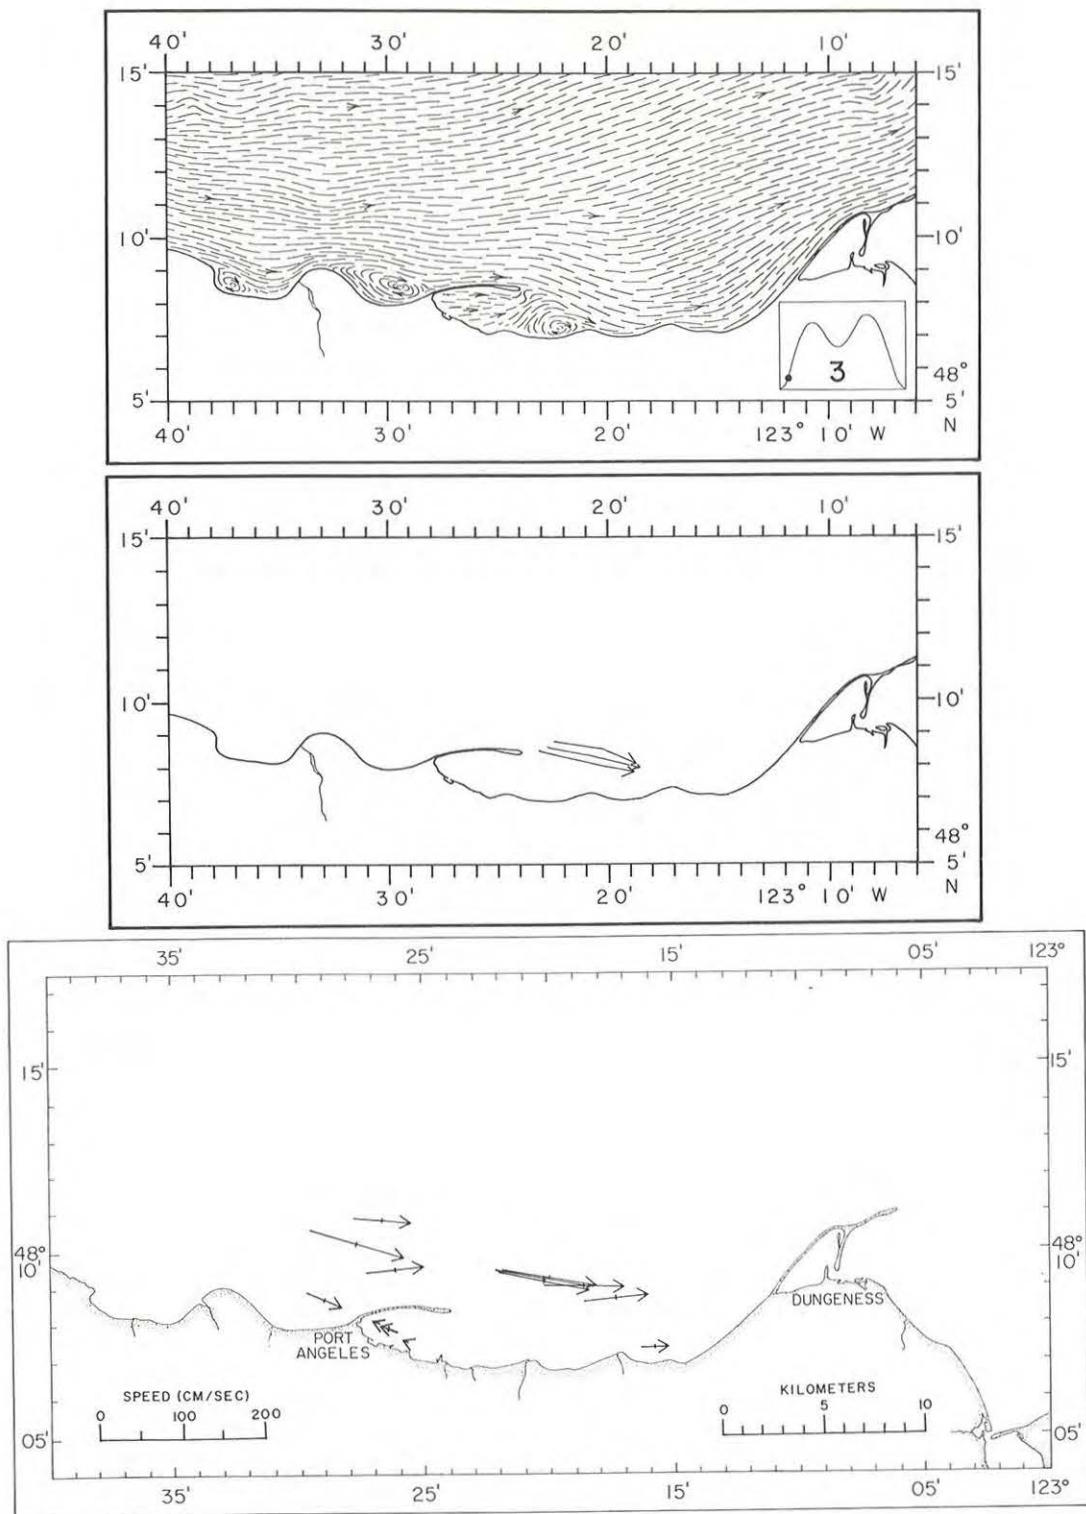 40' 30' 20' 10'
15' 15'
10' 10'
3
48°
5' 5'
N
40' 30' 20' 123° 10' W
40' 30' 20' 10'
15' 15'
10' 10'
48°
5' 5'
N
40' 30' 20' 123° 10' W
35' 25' 15' 05' 123°
15' 15'
48° 48°
10' 10'
DUNGENESS
PORT
ANGELES
SPEED (CM/SEC)
0 100 200
KILOMETERS
0 5 10
05' 05'
35' 25' 15' 05' 123°